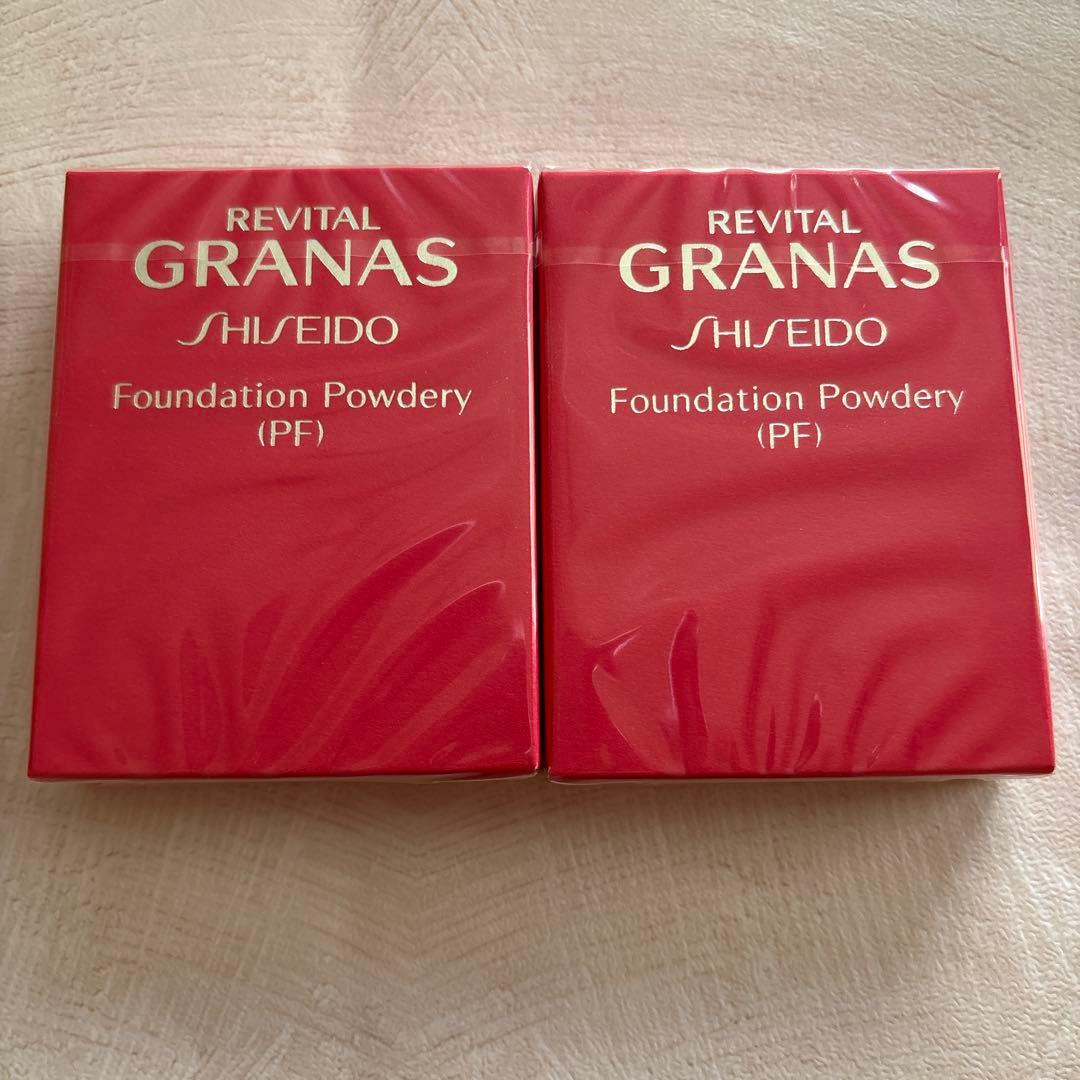 REVITAL
GRANAS
SHISEIDO
Foundation Powdery
(PF)
REVITAL
GRANAS
SHISEIDO
Foundation Powdery
(PF)